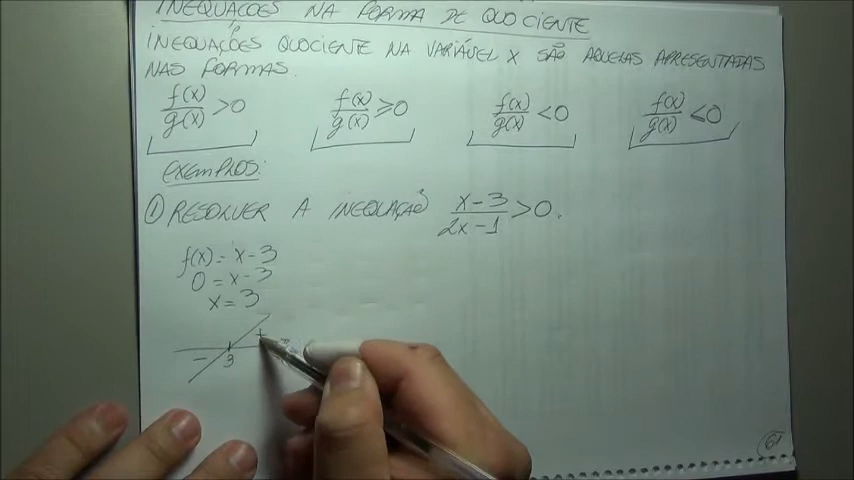 INEQUAÇÕES NA FORMA DE QUOCIENTE
INEQUAÇÕES QUOCIENTE NA VARIÁVEL X SÃO AQUELAS APRESENTADAS
NAS FORMAS.
f(x)/g(x) > 0   f(x)/g(x) ≥ 0   f(x)/g(x) < 0   f(x)/g(x) ≤ 0
EXEMPLOS:
① RESOLVER A INEQUAÇÃO x-3/2x-1 > 0.
f(x) = x-3
0 = x-3
x = 3
+
- 3
61